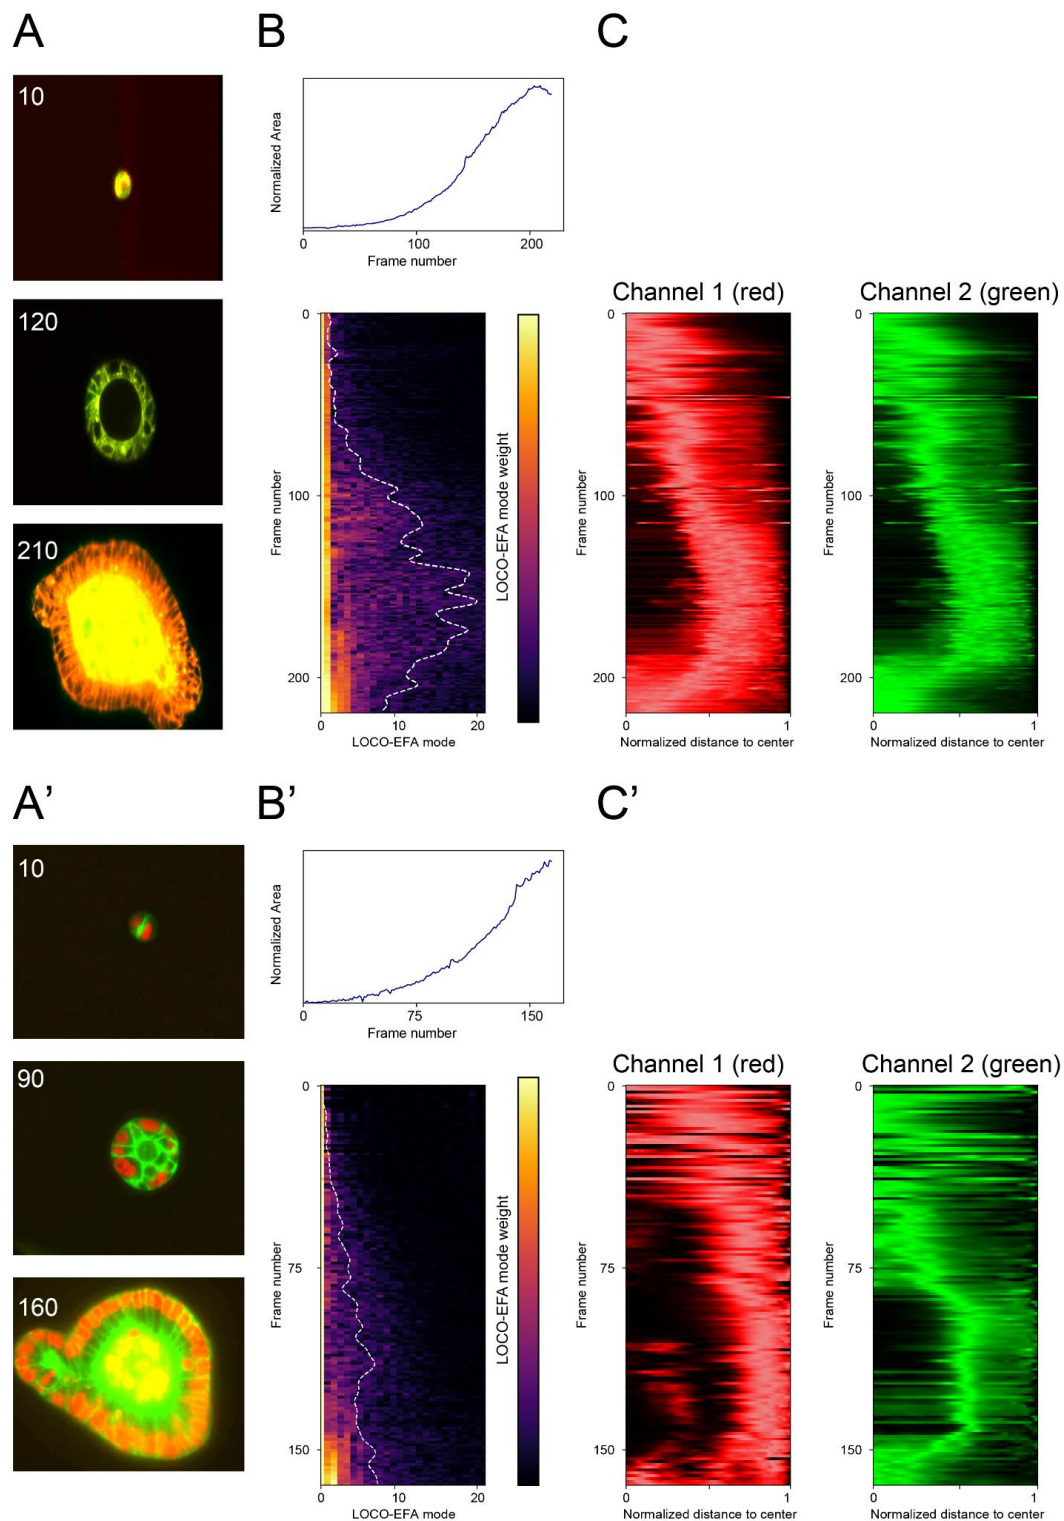 A
B
C
10
120
210
Normalized Area
0
100
200
Frame number
Channel 1 (red)
Channel 2 (green)
0
100
200
Frame number
0
10
20
LOCO-EFA mode
LOCO-EFA mode weight
0
100
200
Frame number
0
1
Normalized distance to center
0
100
200
Frame number
0
1
Normalized distance to center
A'
B'
C'
10
90
160
Normalized Area
0
75
150
Frame number
Channel 1 (red)
Channel 2 (green)
0
75
150
Frame number
0
10
20
LOCO-EFA mode
LOCO-EFA mode weight
0
75
150
Frame number
0
1
Normalized distance to center
0
75
150
Frame number
0
1
Normalized distance to center